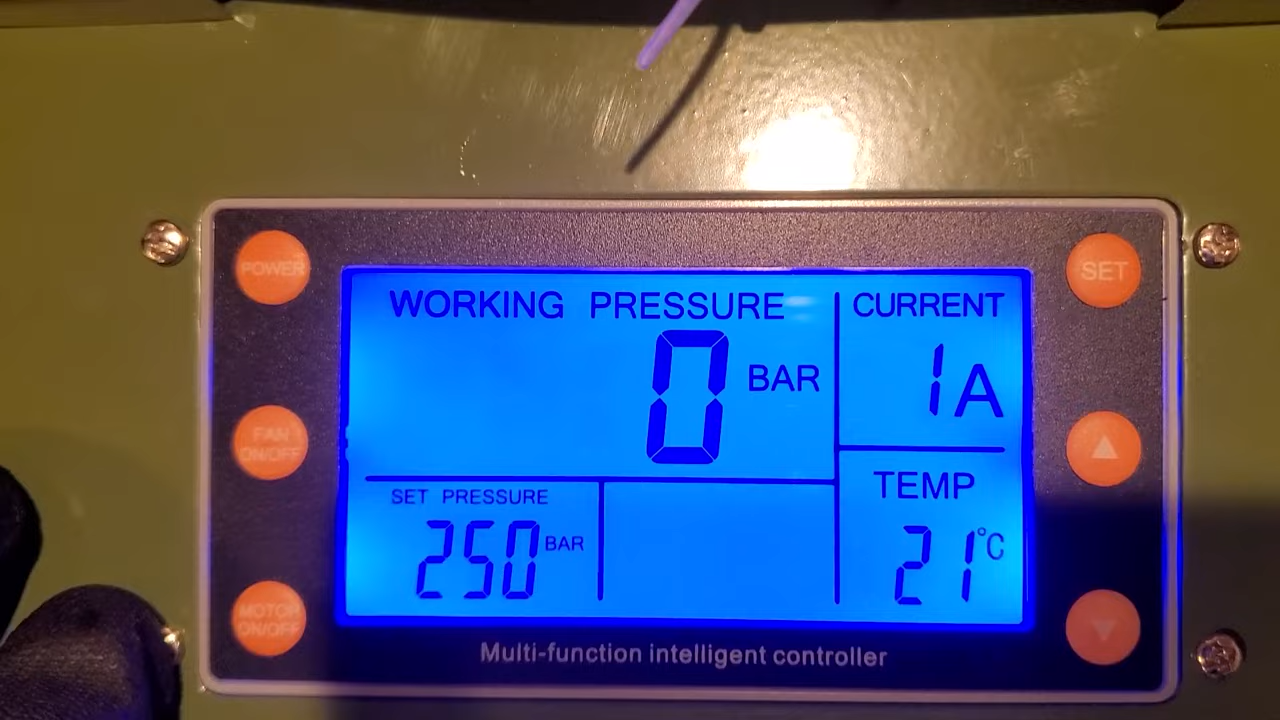 POWER
SET
WORKING PRESSURE
CURRENT
0 BAR
1A
FAN
ON/OFF
▲
SET PRESSURE
TEMP
250 BAR
21°C
MOTOR
ON/OFF
▼
Multi-function intelligent controller